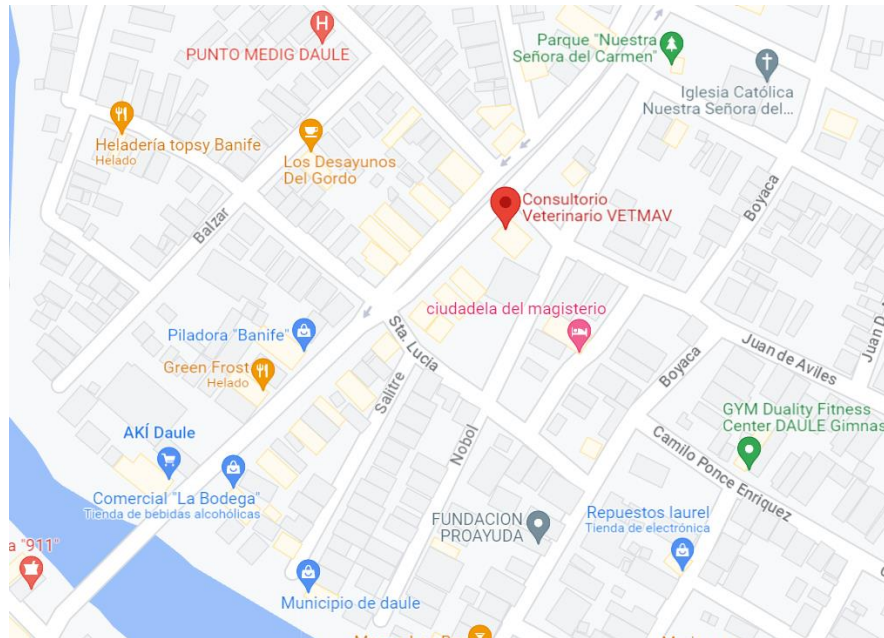 PUNTO MEDIG DAULE
H
Parque "Nuestra
Señora del Carmen"
Iglesia Católica
Nuestra Señora del...
Heladería topsy Banife
Helado
Los Desayunos
Del Gordo
Consultorio
Veterinario VETMAV
Boyaca
Balzar
ciudadela del magisterio
Piladora "Banife"
Sta. Lucía
Green Frost
Helado
Salitre
Juan de Aviles
Juan D
Boyaca
GYM Duality Fitness
Center DAULE Gimnas
AKÍ Daule
Nobol
Camilo Ponce Enriquez
Comercial "La Bodega"
Tienda de bebidas alcohólicas
FUNDACION
PROAYUDA
Repuestos laurel
Tienda de electrónica
a "911"
Municipio de daule